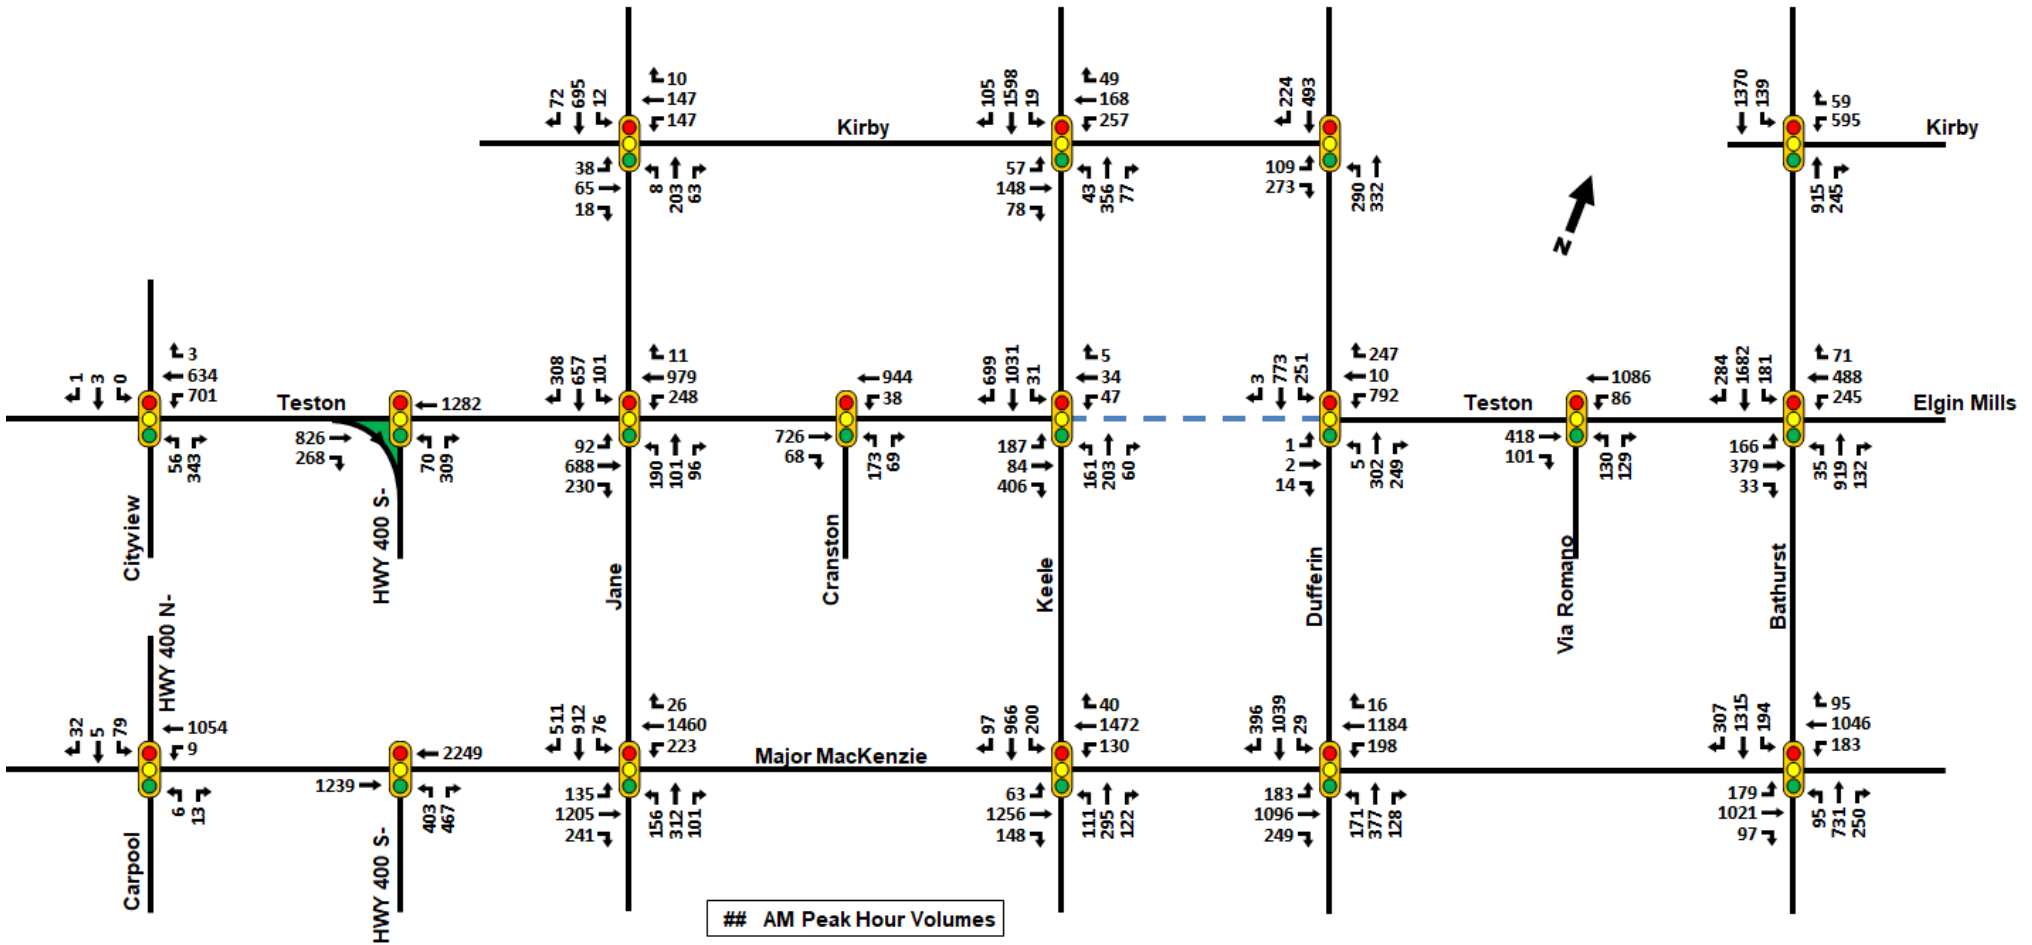 72 695 12
10
147
147
Kirby
38
65
18
8 203 63
105 1598 19
49
168
257
57
148
78
43 356 77
224 493
109
273
290 332
1370 139
59
595
Kirby
915 245
N
1 3 0
3
634
701
56 343
Cityview
Teston
826
268
1282
70 309
HWY 400 S-
308 657 101
11
979
248
92
688
230
190 101 96
Jane
944
38
726
68
173 69
Cranston
699 1031 31
5
34
47
187
84
406
161 203 60
Keele
3 773 251
247
10
792
1
2
14
5 302 249
Dufferin
Teston
1086
86
418
101
130 129
Via Romano
284 1682 181
71
488
245
Elgin Mills
166
379
33
35 919 132
Bathurst
HWY 400 N-
32 5 79
1054
9
6 13
Carpool
2249
1239
403 467
HWY 400 S-
511 912 76
26
1460
223
135
1205
241
156 312 101
Major MacKenzie
97 966 200
40
1472
130
63
1256
148
111 295 122
396 1039 29
16
1184
198
183
1096
249
171 377 128
307 1315 194
95
1046
183
179
1021
97
95 731 250
## AM Peak Hour Volumes